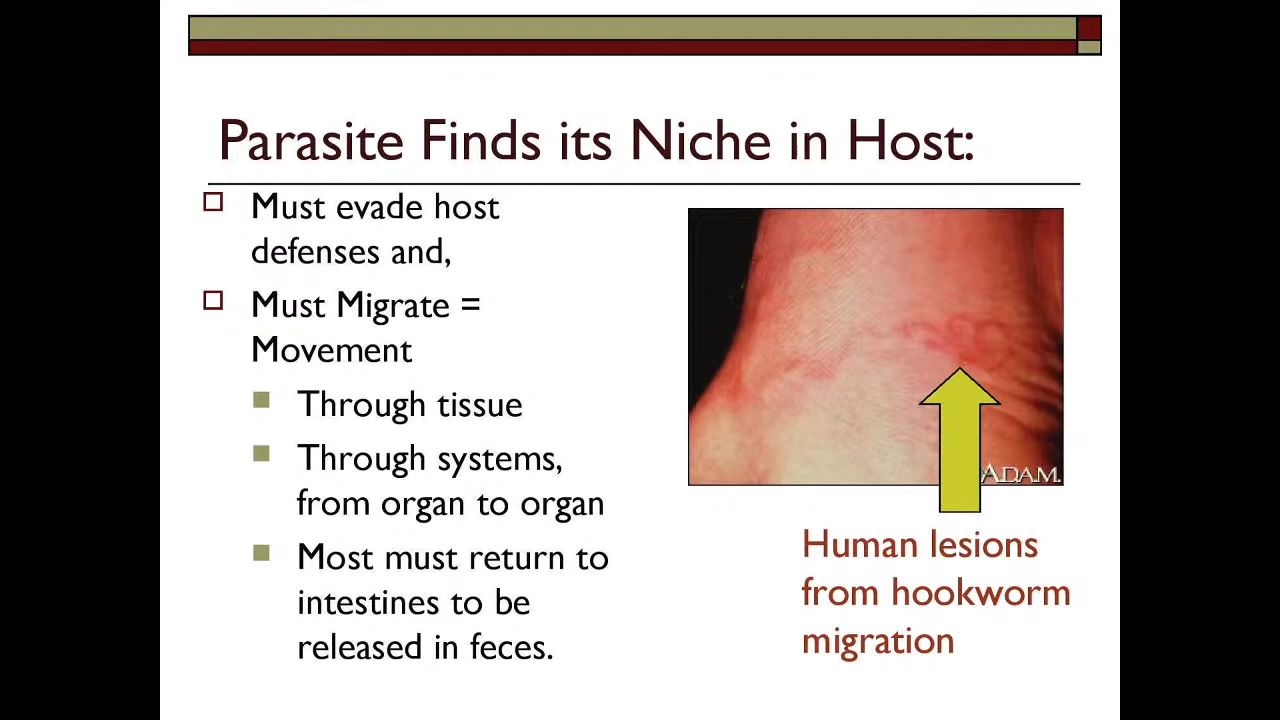 Parasite Finds its Niche in Host:
Must evade host
defenses and,
Must Migrate =
Movement
Through tissue
Through systems,
from organ to organ
Most must return to
intestines to be
released in feces.
ADAM.
Human lesions
from hookworm
migration